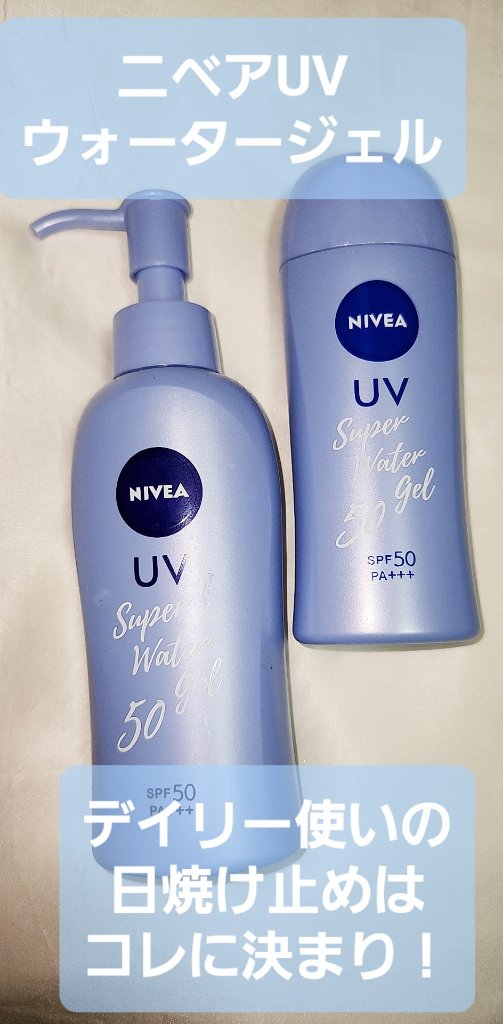 ニベアUV
ウォータージェル
NIVEA
UV
Super
Water
Gel
50
SPF50
PA+++
NIVEA
UV
Super
Water
Gel
50
SPF50
PA+++
デイリー使いの
日焼け止めは
コレに決まり！